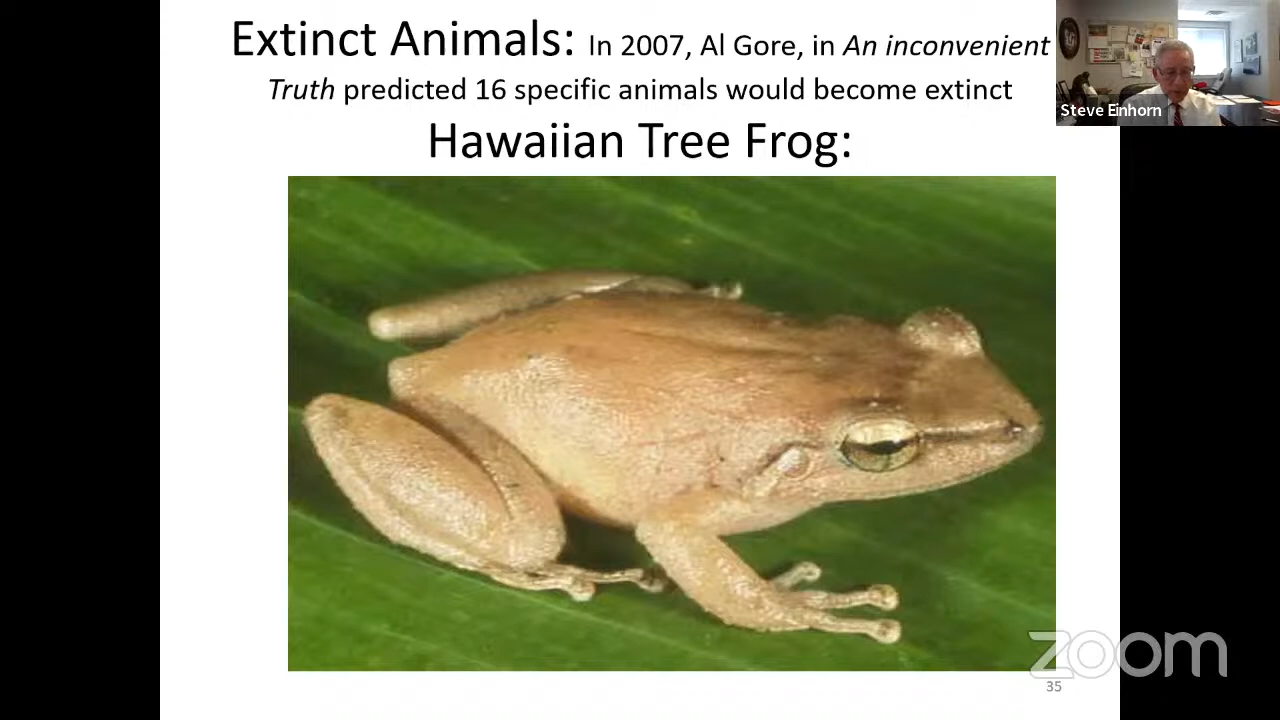 Extinct Animals: In 2007, Al Gore, in An inconvenient
Truth predicted 16 specific animals would become extinct
Hawaiian Tree Frog:
Steve Einhorn
zoom
35